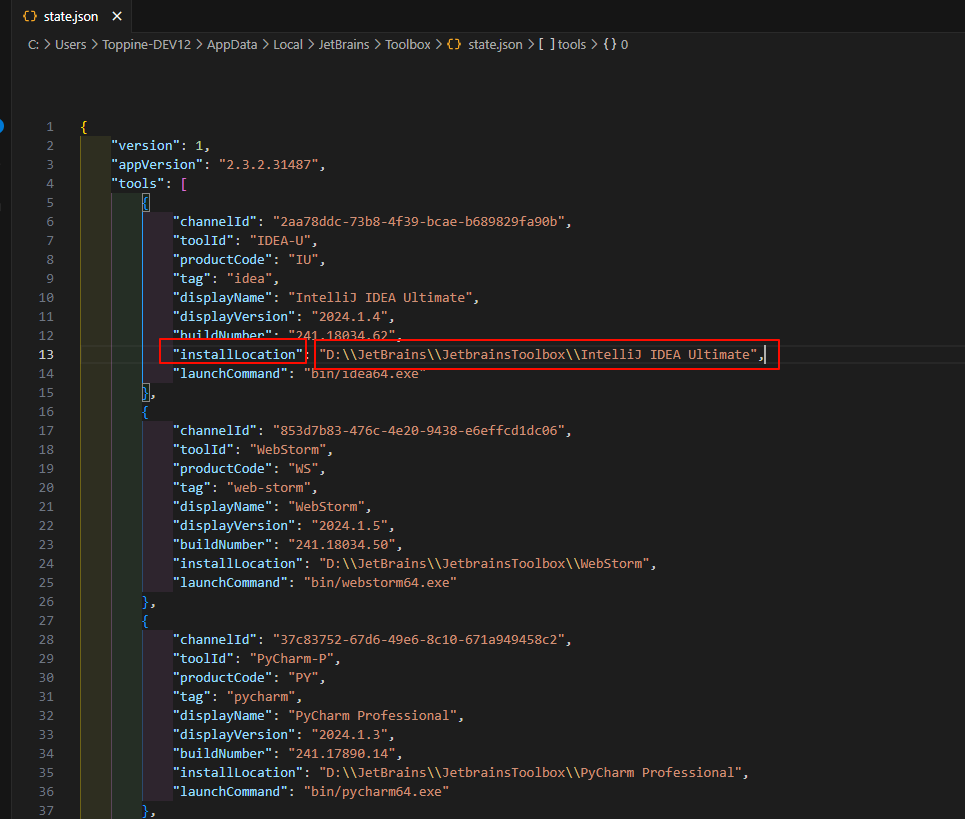 {} state.json ×
C: > Users > Toppine-DEV12 > AppData > Local > JetBrains > Toolbox > {} state.json > [ ] tools > {} 0
1 {
2 "version": 1,
3 "appVersion": "2.3.2.31487",
4 "tools": [
5 {
6 "channelId": "2aa78ddc-73b8-4f39-bcae-b689829fa90b",
7 "toolId": "IDEA-U",
8 "productCode": "IU",
9 "tag": "idea",
10 "displayName": "IntelliJ IDEA Ultimate",
11 "displayVersion": "2024.1.4",
12 "buildNumber": "241.18034.62",
13 "installLocation": "D:\\JetBrains\\JetbrainsToolbox\\IntelliJ IDEA Ultimate",
14 "launchCommand": "bin/idea64.exe"
15 },
16 {
17 "channelId": "853d7b83-476c-4e20-9438-e6effcd1dc06",
18 "toolId": "WebStorm",
19 "productCode": "WS",
20 "tag": "web-storm",
21 "displayName": "WebStorm",
22 "displayVersion": "2024.1.5",
23 "buildNumber": "241.18034.50",
24 "installLocation": "D:\\JetBrains\\JetbrainsToolbox\\WebStorm",
25 "launchCommand": "bin/webstorm64.exe"
26 },
27 {
28 "channelId": "37c83752-67d6-49e6-8c10-671a949458c2",
29 "toolId": "PyCharm-P",
30 "productCode": "PY",
31 "tag": "pycharm",
32 "displayName": "PyCharm Professional",
33 "displayVersion": "2024.1.3",
34 "buildNumber": "241.17890.14",
35 "installLocation": "D:\\JetBrains\\JetbrainsToolbox\\PyCharm Professional",
36 "launchCommand": "bin/pycharm64.exe"
37 },